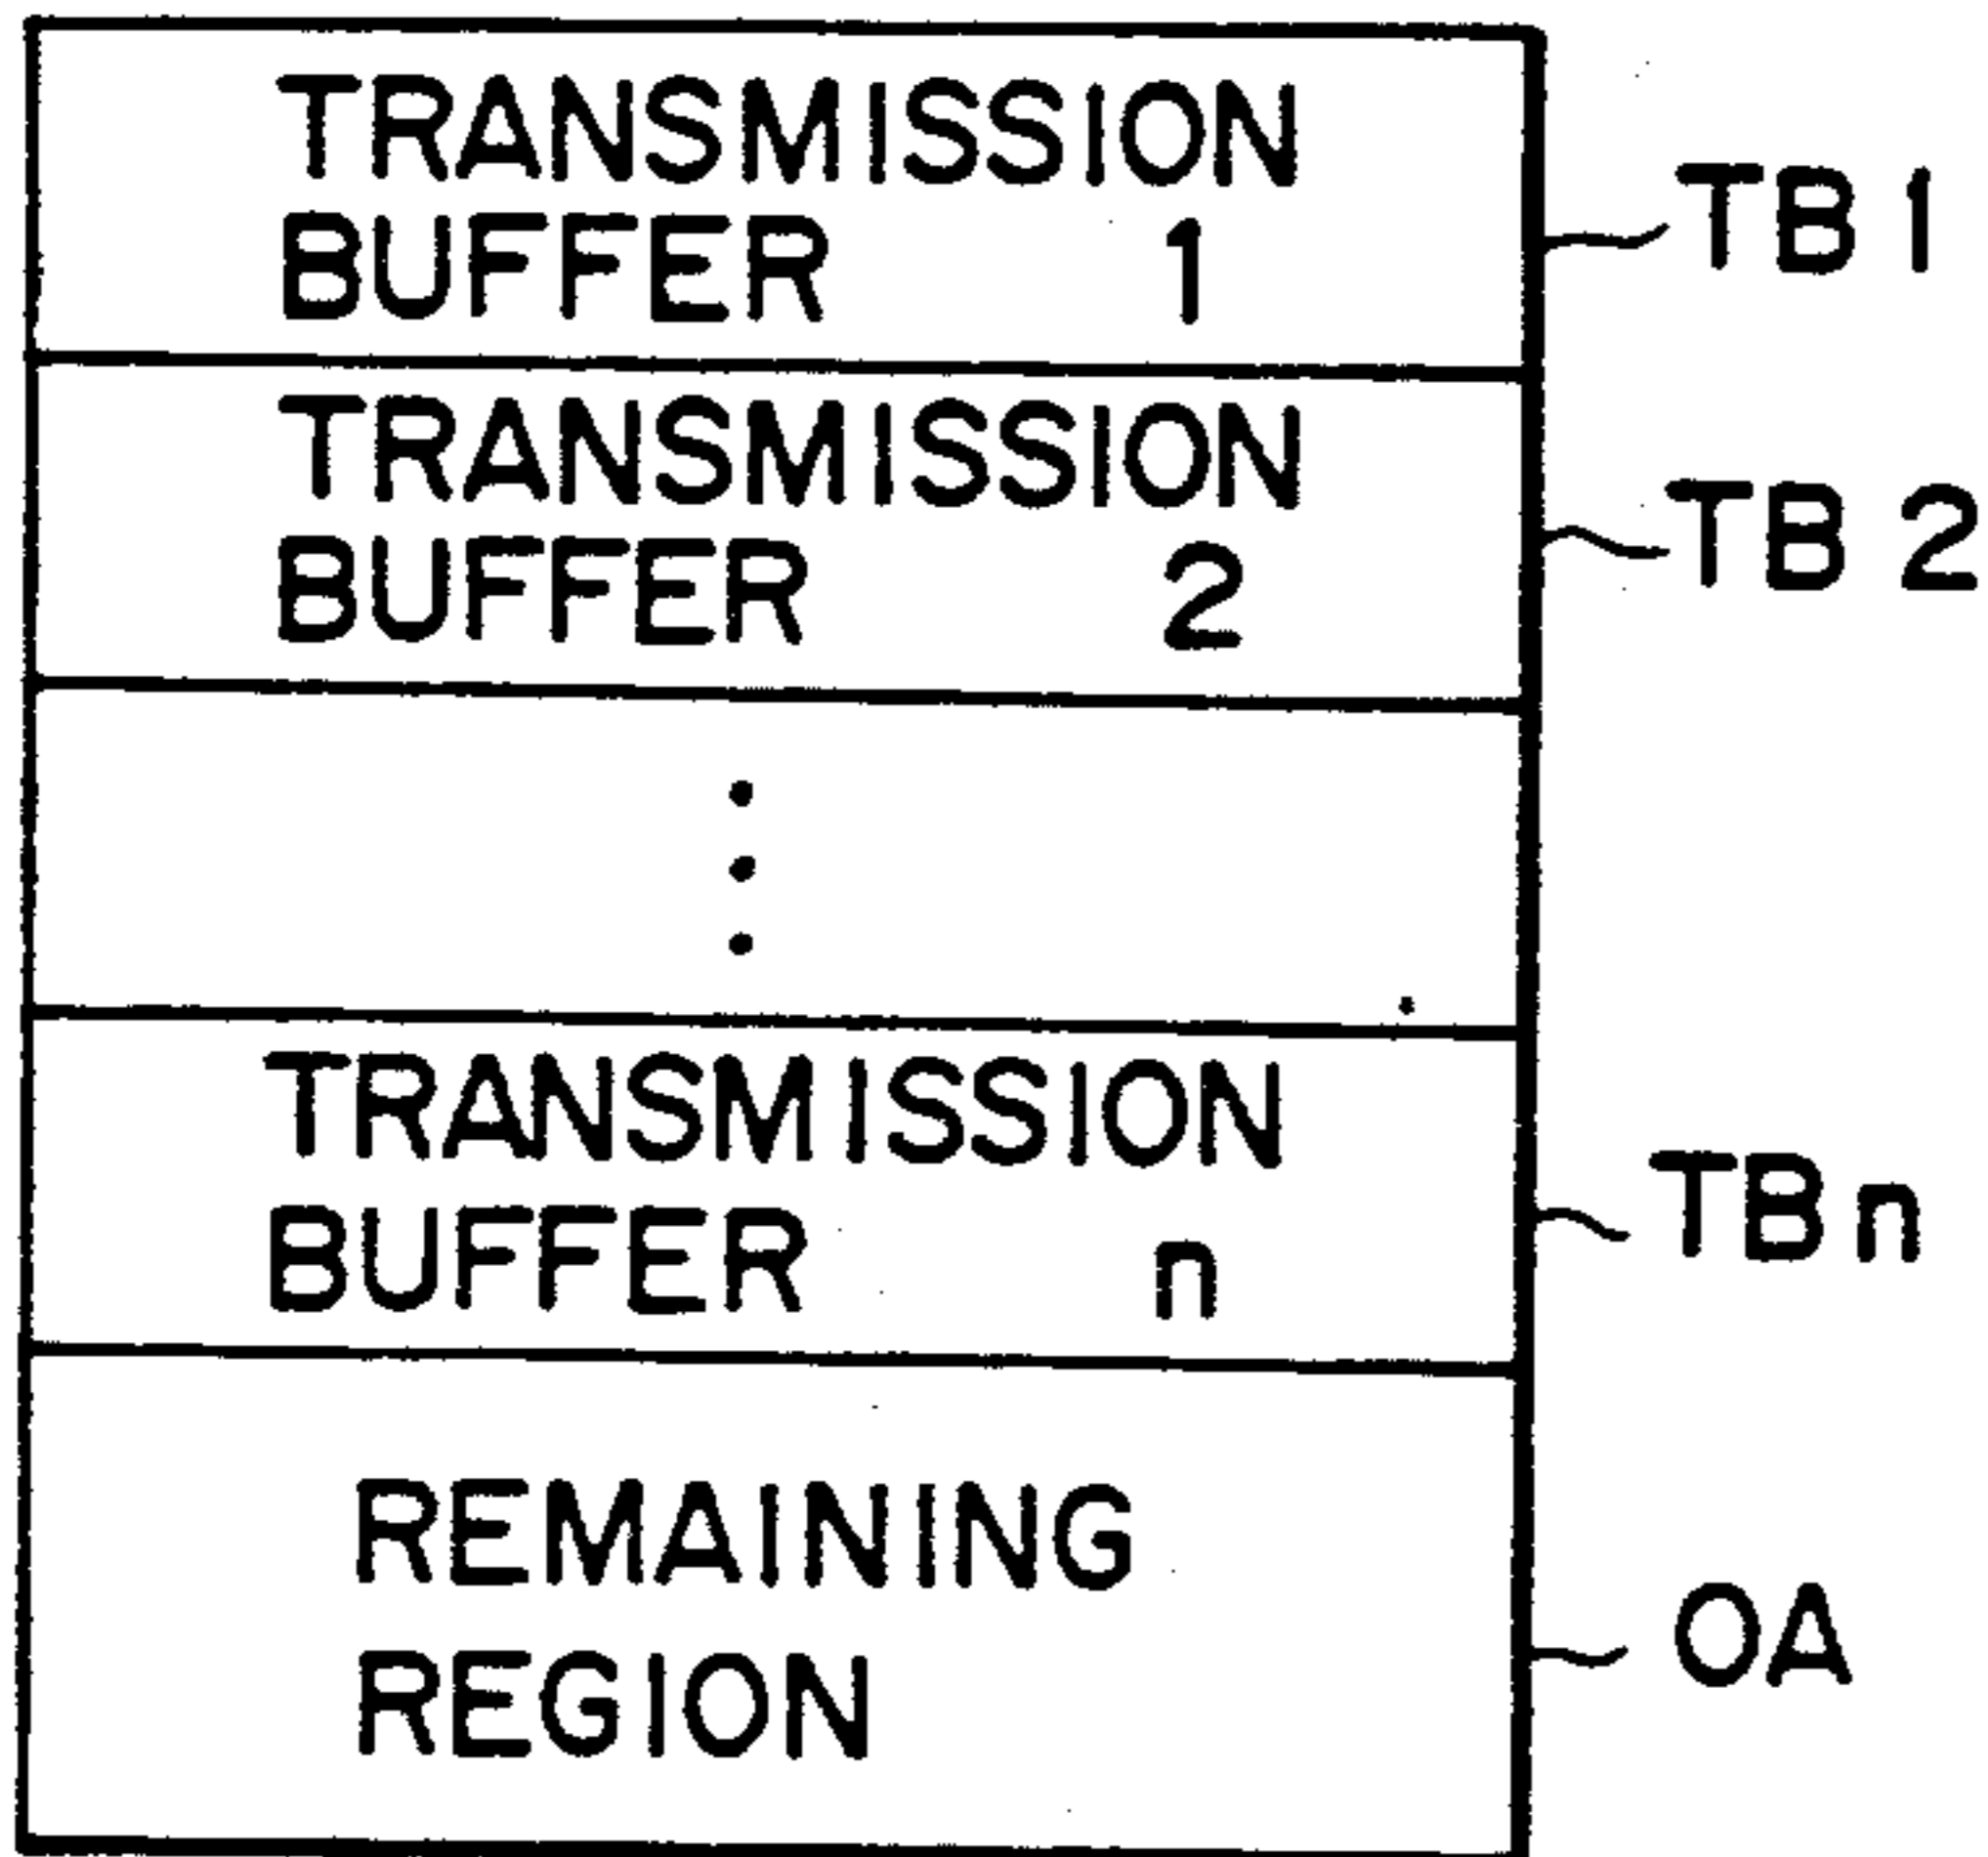 TRANSMISSION
BUFFER 1
TB1
TRANSMISSION
BUFFER 2
TB2
TRANSMISSION
BUFFER n
TBn
REMAINING
REGION
OA